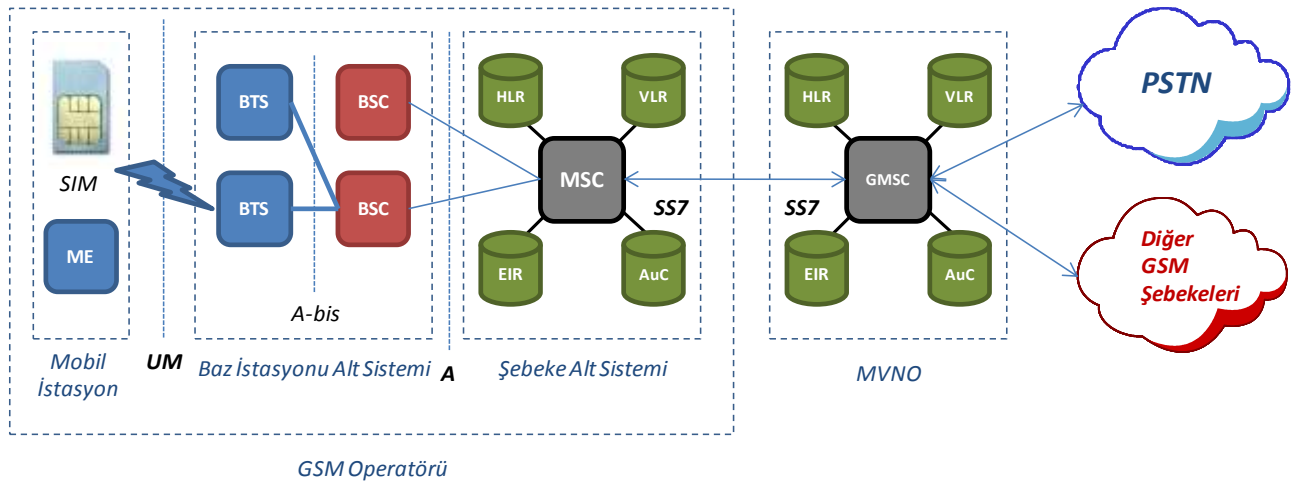 SIM
ME
Mobil
İstasyon
UM
BTS
BSC
BTS
BSC
A-bis
Baz İstasyonu Alt Sistemi
A
HLR
VLR
MSC
SS7
EIR
AuC
Şebeke Alt Sistemi
GSM Operatörü
HLR
VLR
GMSC
SS7
EIR
AuC
MVNO
PSTN
Diğer
GSM
Şebekeleri